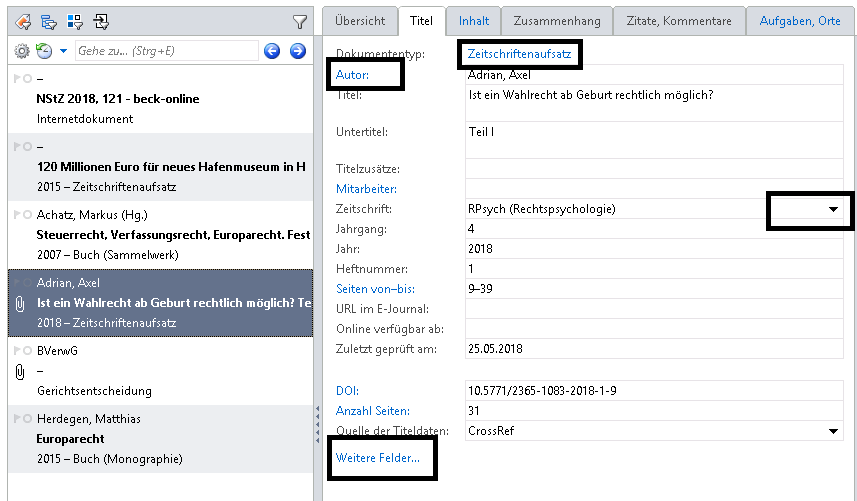 Gehe zu... (Strg+E)
–
NStZ 2018, 121 - beck-online
Internetdokument
–
120 Millionen Euro für neues Hafenmuseum in H
2015 – Zeitschriftenaufsatz
Achatz, Markus (Hg.)
Steuerrecht, Verfassungsrecht, Europarecht. Fest
2007 – Buch (Sammelwerk)
Adrian, Axel
Ist ein Wahlrecht ab Geburt rechtlich möglich? Te
2018 – Zeitschriftenaufsatz
BVerwG
–
Gerichtsentscheidung
Herdegen, Matthias
Europarecht
2015 – Buch (Monographie)
Übersicht Titel Inhalt Zusammenhang Zitate, Kommentare Aufgaben, Orte
Dokumententyp: Zeitschriftenaufsatz
Autor: Adrian, Axel
Titel: Ist ein Wahlrecht ab Geburt rechtlich möglich?
Untertitel: Teil I
Titelzusätze:
Mitarbeiter:
Zeitschrift: RPsych (Rechtspsychologie)
Jahrgang: 4
Jahr: 2018
Heftnummer: 1
Seiten von–bis: 9–39
URL im E-Journal:
Online verfügbar ab:
Zuletzt geprüft am: 25.05.2018
DOI: 10.5771/2365-1083-2018-1-9
Anzahl Seiten: 31
Quelle der Titeldaten: CrossRef
Weitere Felder...